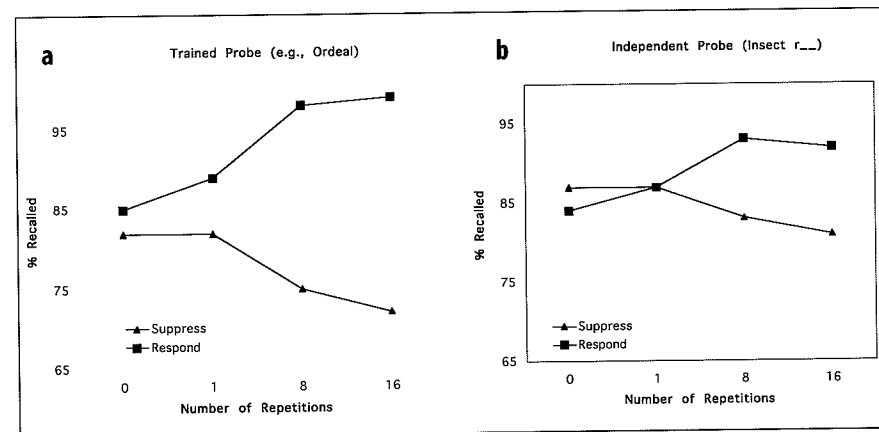 a
Trained Probe (e.g., Ordeal)
95
85
75
65
% Recalled
Suppress
Respond
0 1 8 16
Number of Repetitions
b
Independent Probe (Insect r__)
95
85
75
65
% Recalled
Suppress
Respond
0 1 8 16
Number of Repetitions